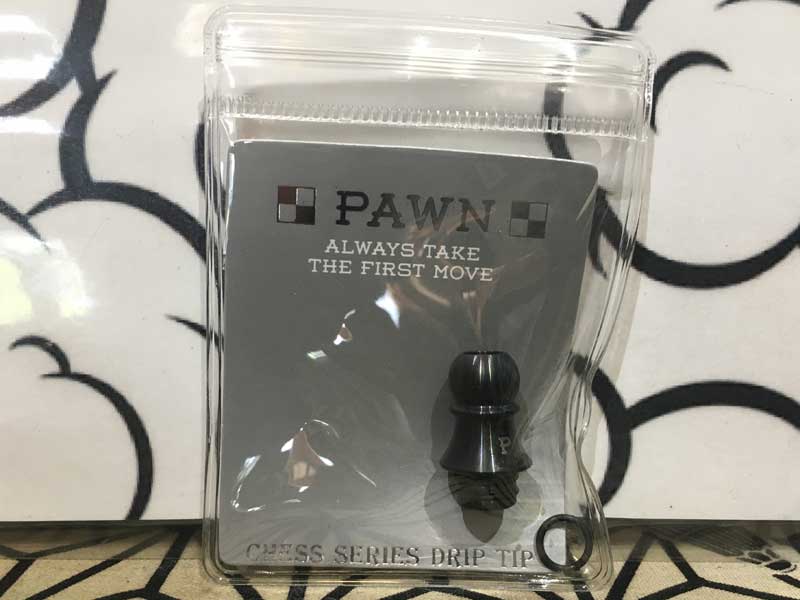 PAWN
ALWAYS TAKE
THE FIRST MOVE
P
CHESS SERIES DRIP TIP